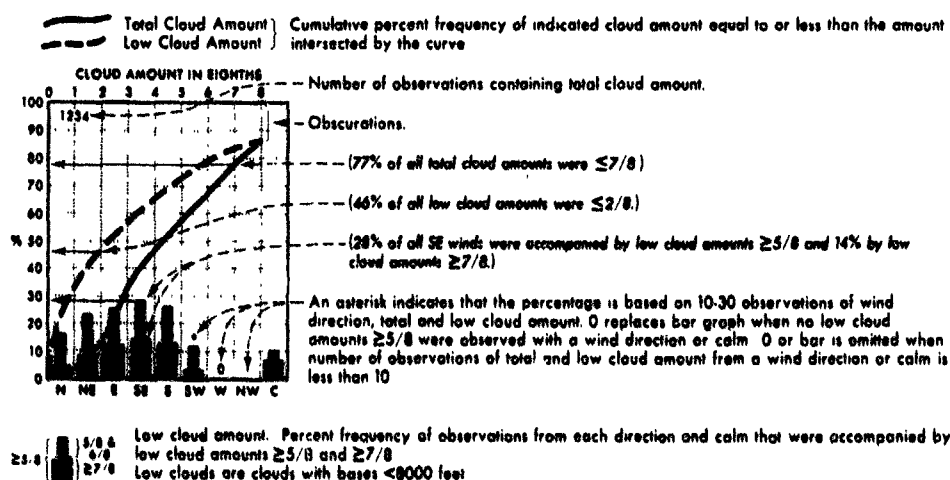 Total Cloud Amount
Low Cloud Amount
Cumulative percent frequency of indicated cloud amount equal to or less than the amount
intersected by the curve
CLOUD AMOUNT IN EIGHTHS
0 1 2 3 4 5 6 7 8
100
90
80
70
60
% 50
40
30
20
10
0
1234
0
N NE E SE S SW W NW C
Number of observations containing total cloud amount.
Obscurations.
(77% of all total cloud amounts were ≤7/8)
(46% of all low cloud amounts were ≤2/8.)
(28% of all SE winds were accompanied by low cloud amounts ≥5/8 and 14% by low
cloud amounts ≥7/8.)
An asterisk indicates that the percentage is based on 10-30 observations of wind
direction, total and low cloud amount. 0 replaces bar graph when no low cloud
amounts ≥5/8 were observed with a wind direction or calm 0 or bar is omitted when
number of observations of total and low cloud amount from a wind direction or calm is
less than 10
≥5/8
5/8 &
6/8
≥7/8
Low cloud amount. Percent frequency of observations from each direction and calm that were accompanied by
low cloud amounts ≥5/8 and ≥7/8
Low clouds are clouds with bases <8000 feet